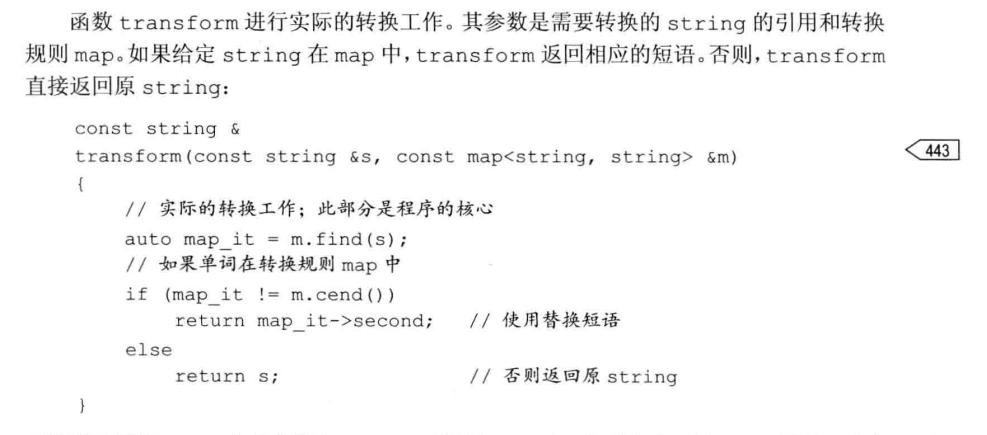 函数 transform 进行实际的转换工作。其参数是需要转换的 string 的引用和转换
规则 map。如果给定 string 在 map 中,transform 返回相应的短语。否则,transform
直接返回原 string:
const string &
transform(const string &s, const map<string, string> &m)
443
{
// 实际的转换工作;此部分是程序的核心
auto map_it = m.find(s);
// 如果单词在转换规则 map 中
if (map_it != m.cend())
return map_it->second; // 使用替换短语
else
return s; // 否则返回原 string
}